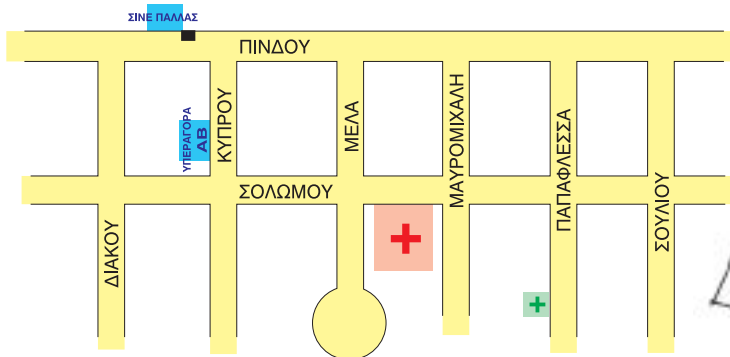 ΣΙΝΕ ΠΑΛΛΑΣ
ΠΙΝΔΟΥ
ΥΠΕΡΑΓΟΡΑ
ΑΒ
ΚΥΠΡΟΥ
ΜΕΛΑ
ΜΑΥΡΟΜΙΧΑΛΗ
ΠΑΠΑΦΛΕΣΣΑ
ΣΟΥΛΙΟΥ
ΣΟΛΩΜΟΥ
ΔΙΑΚΟΥ